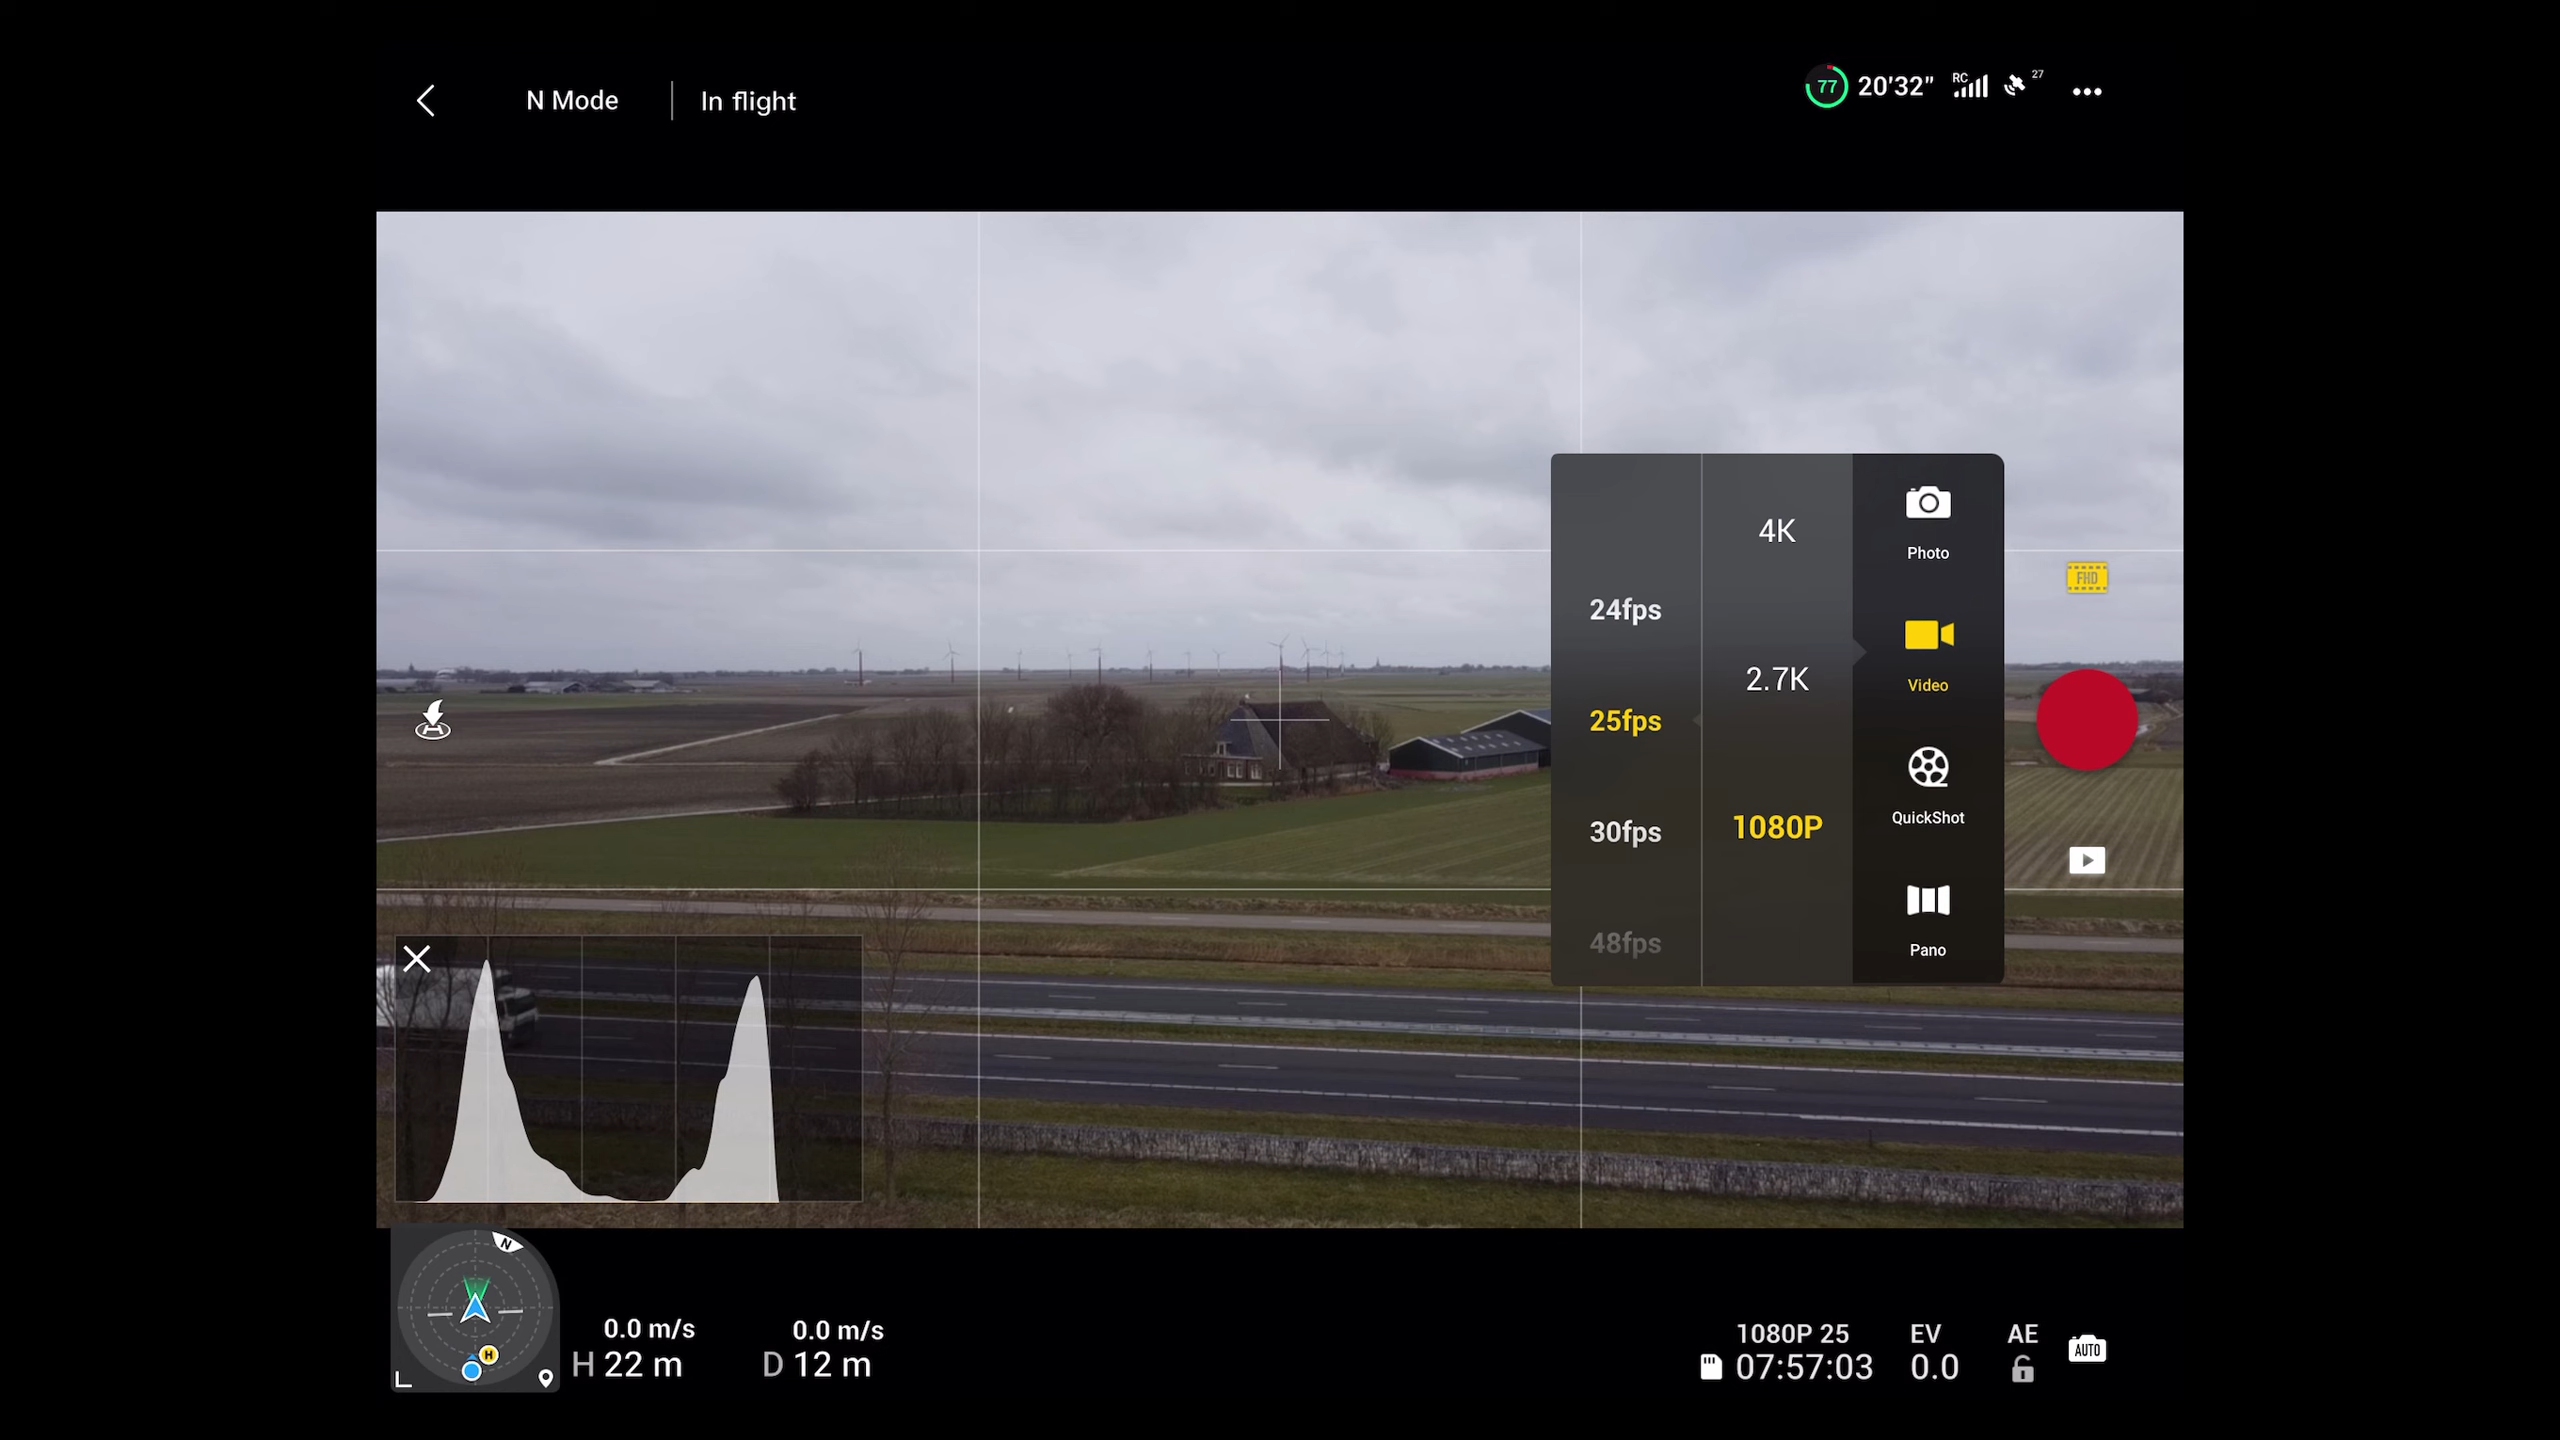 N Mode
In flight
77
20'32"
RC
27
4K
Photo
24fps
FHD
2.7K
Video
25fps
QuickShot
30fps
1080P
48fps
Pano
N
H
0.0 m/s
0.0 m/s
H 22 m
D 12 m
1080P 25
EV
AE
07:57:03
0.0
AUTO